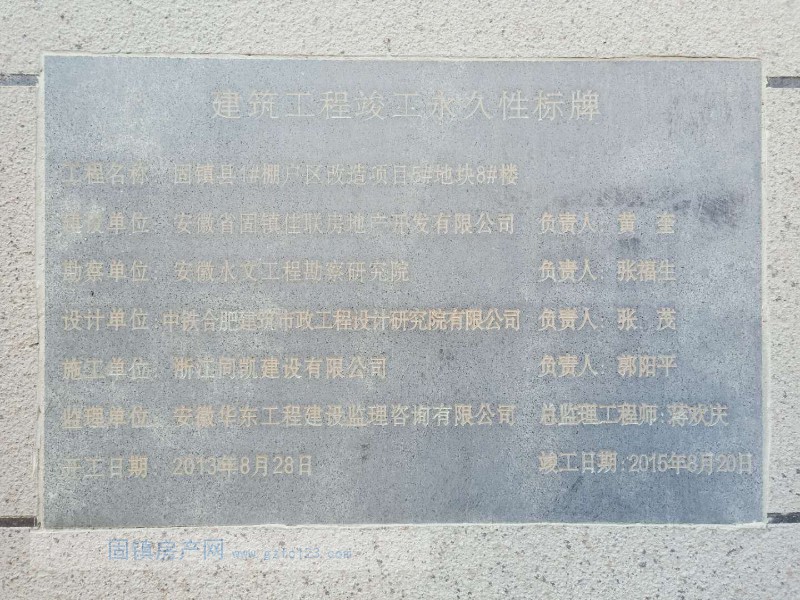 建筑工程竣工永久性标牌
工程名称：固镇县4#棚户区改造项目5#地块8#楼
建设单位：安徽省固镇佳联房地产开发有限公司 负责人：黄 奎
勘察单位：安徽水文工程勘察研究院 负责人：张福生
设计单位：中铁合肥建筑市政工程设计研究院有限公司 负责人：张 茂
施工单位：浙江同凯建设有限公司 负责人：郭阳平
监理单位：安徽华东工程建设监理咨询有限公司 总监理工程师：蒋欢庆
开工日期 2013年8月28日 竣工日期：2015年8月20日
固镇房产网 www.gzfc123.com